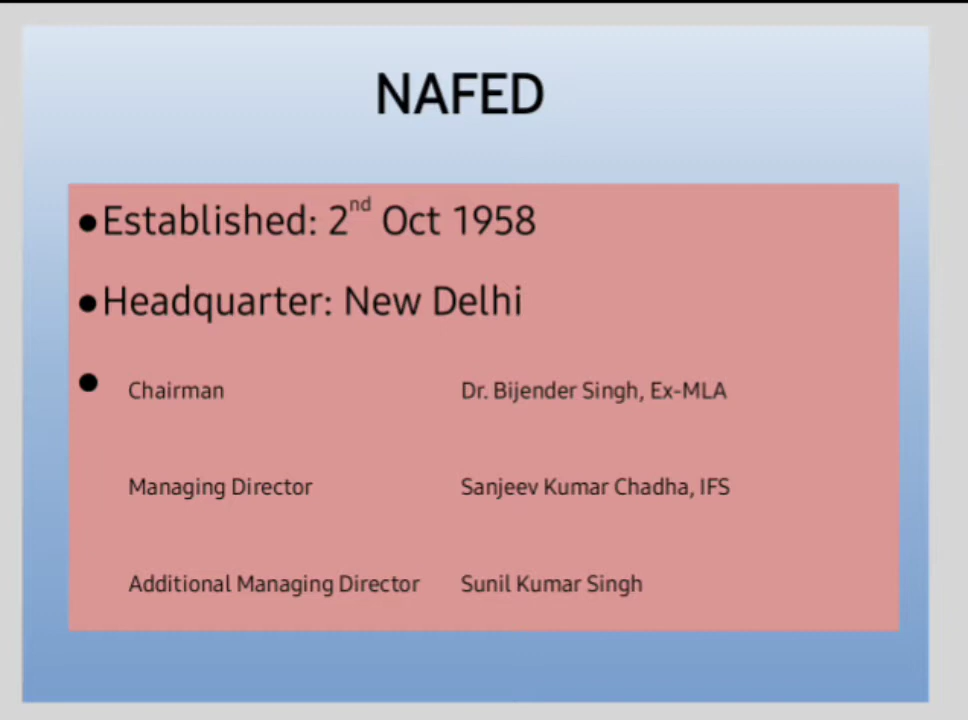 NAFED
●Established: 2nd Oct 1958
●Headquarter: New Delhi
● Chairman Dr. Bijender Singh, Ex-MLA
Managing Director Sanjeev Kumar Chadha, IFS
Additional Managing Director Sunil Kumar Singh